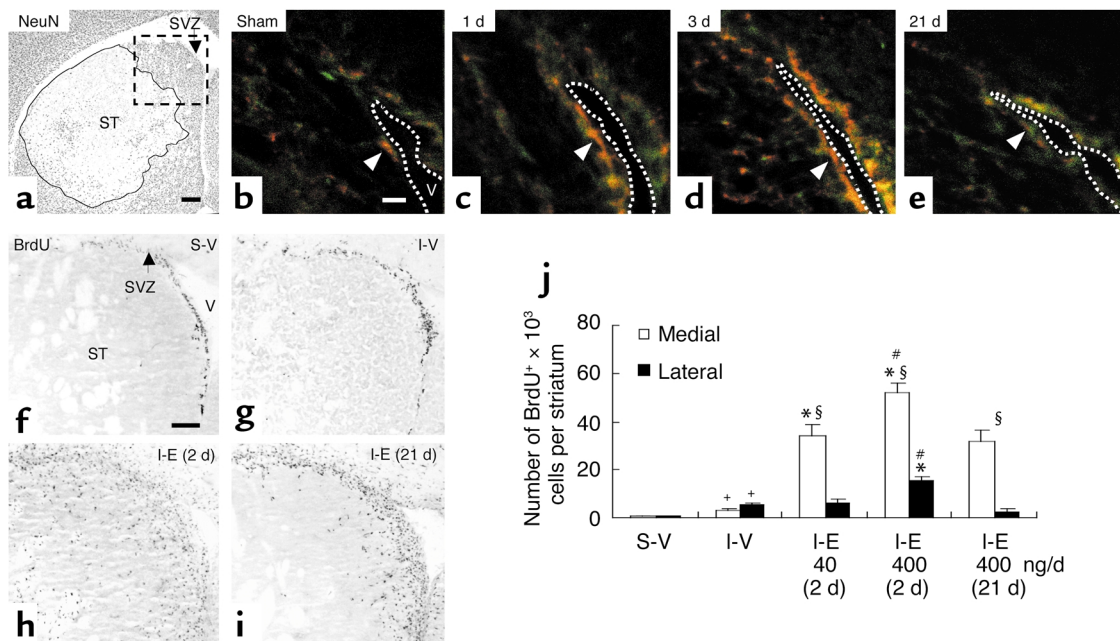 NeuN
SVZ
ST
a
Sham
V
b
1 d
c
3 d
d
21 d
e
BrdU
S-V
SVZ
V
ST
f
I-V
g
I-E (2 d)
h
I-E (21 d)
i
j
Number of BrdU⁺ × 10³
cells per striatum
80
60
40
20
0
Medial
Lateral
+
+
* §
#
* §
#
*
§
S-V
I-V
I-E
40
(2 d)
I-E
400
(2 d)
I-E
400 ng/d
(21 d)